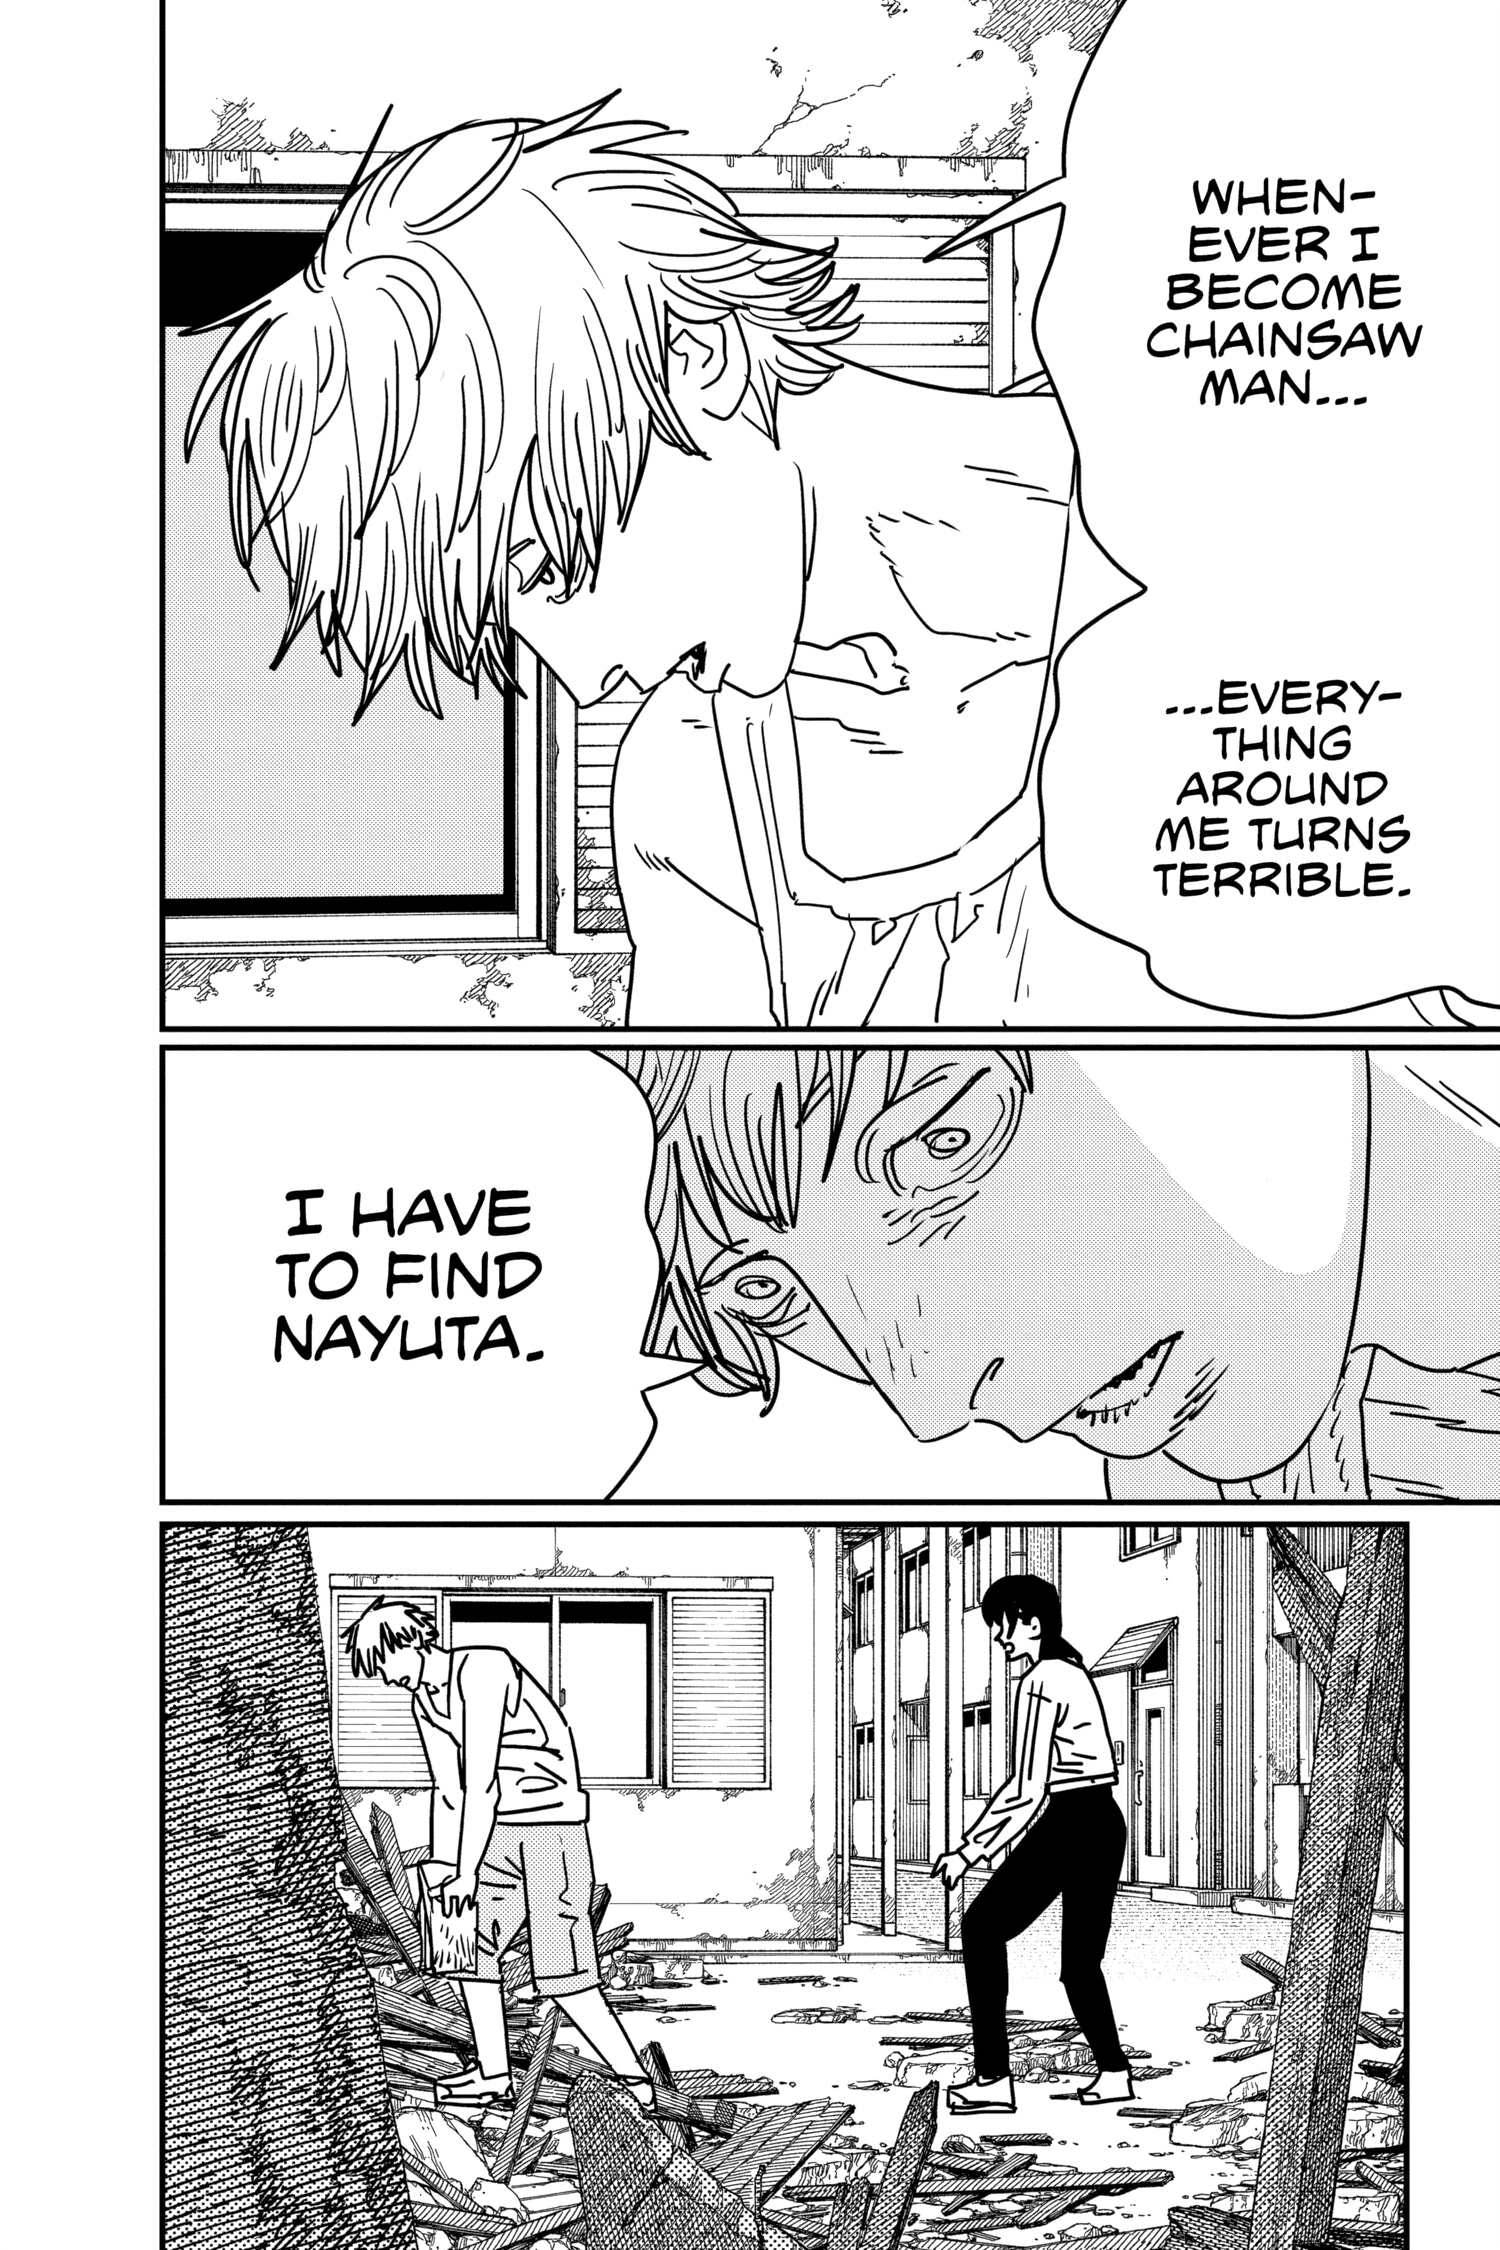 WHEN-
EVER I
BECOME
CHAINSAW
MAN...
...EVERY-
THING
AROUND
ME TURNS
TERRIBLE.
I HAVE
TO FIND
NAYUTA.